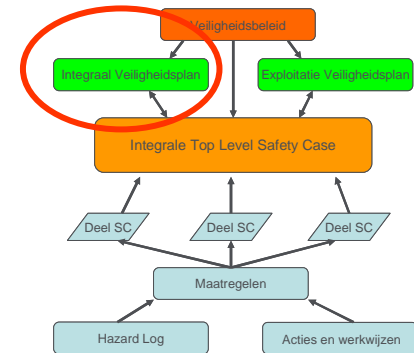 Veiligheidsbeleid
Integraal Veiligheidsplan
Exploitatie Veiligheidsplan
Integrale Top Level Safety Case
Deel SC
Deel SC
Deel SC
Maatregelen
Hazard Log
Acties en werkwijzen